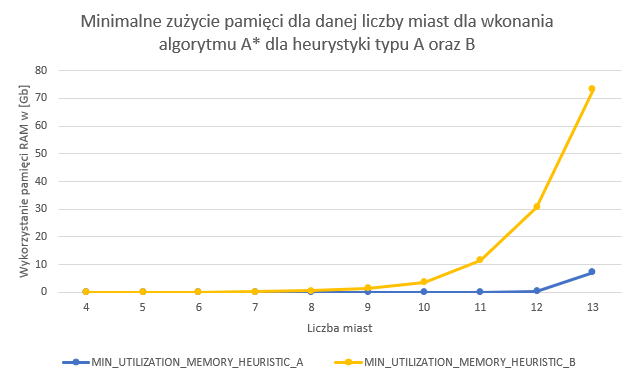 Minimalne zużycie pamięci dla danej liczby miast dla wkonania
algorytmu A* dla heurystyki typu A oraz B
Wykorzystanie pamięci RAM w [Gb]
80
70
60
50
40
30
20
10
0
4 5 6 7 8 9 10 11 12 13
Liczba miast
MIN_UTILIZATION_MEMORY_HEURISTIC_A MIN_UTILIZATION_MEMORY_HEURISTIC_B